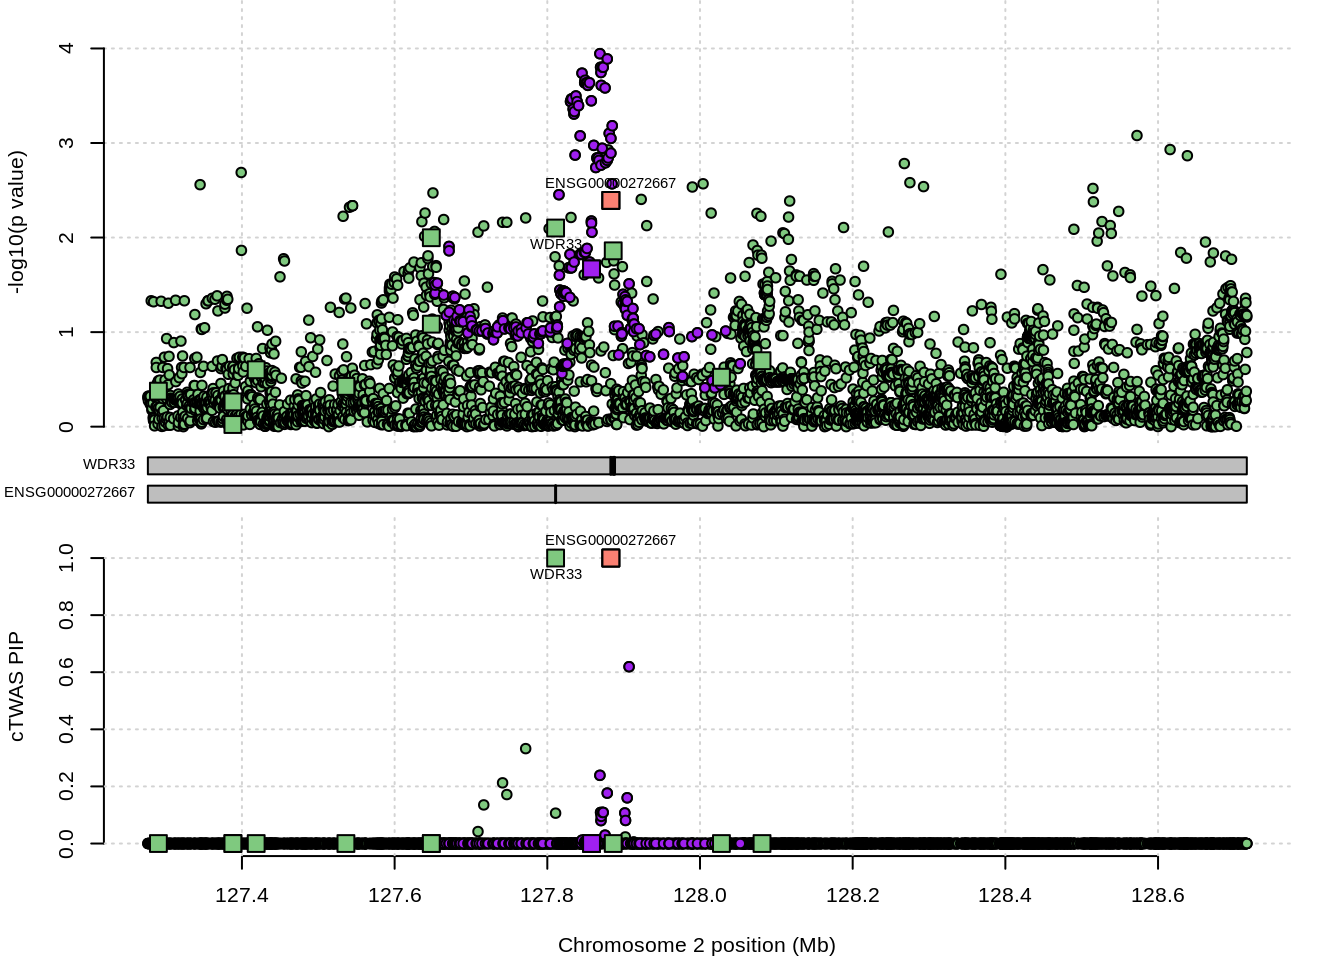 4
3
2
1
0
-log10(p value)
ENSG00000272667
WDR33
WDR33
ENSG00000272667
1.0
0.8
0.6
0.4
0.2
0.0
cTWAS PIP
ENSG00000272667
WDR33
127.4 127.6 127.8 128.0 128.2 128.4 128.6
Chromosome 2 position (Mb)